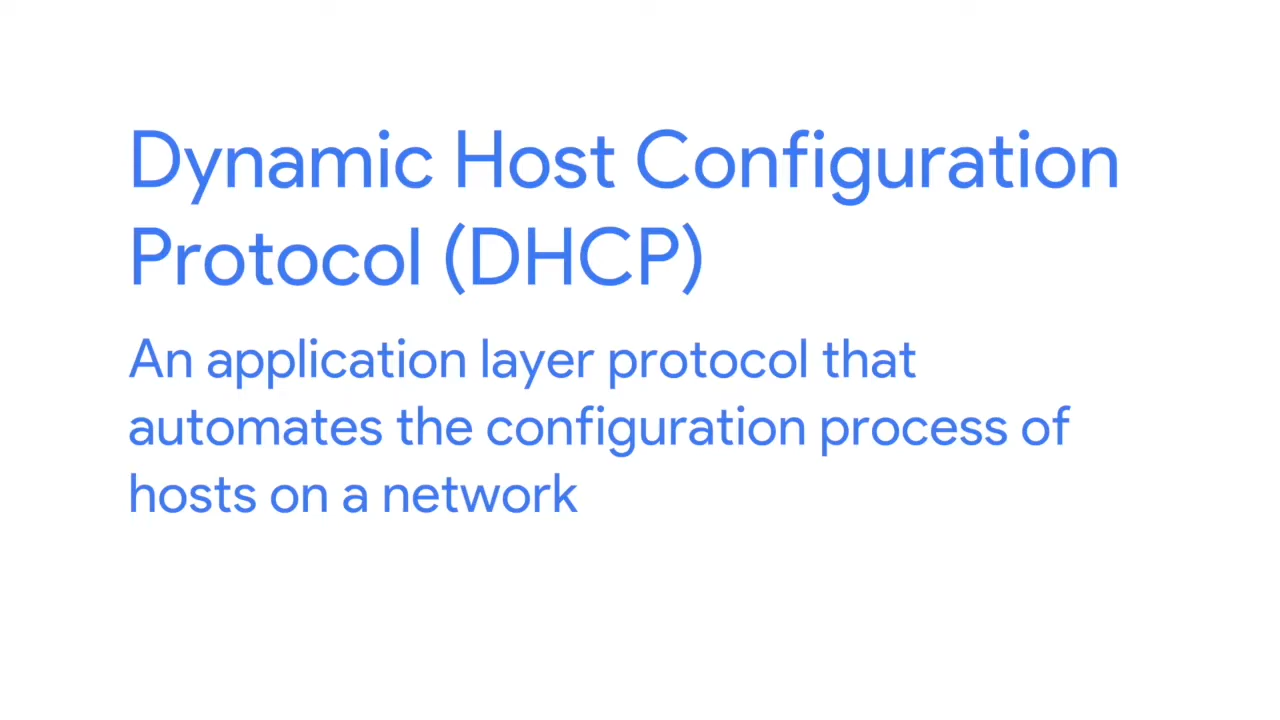 Dynamic Host Configuration
Protocol (DHCP)
An application layer protocol that
automates the configuration process of
hosts on a network